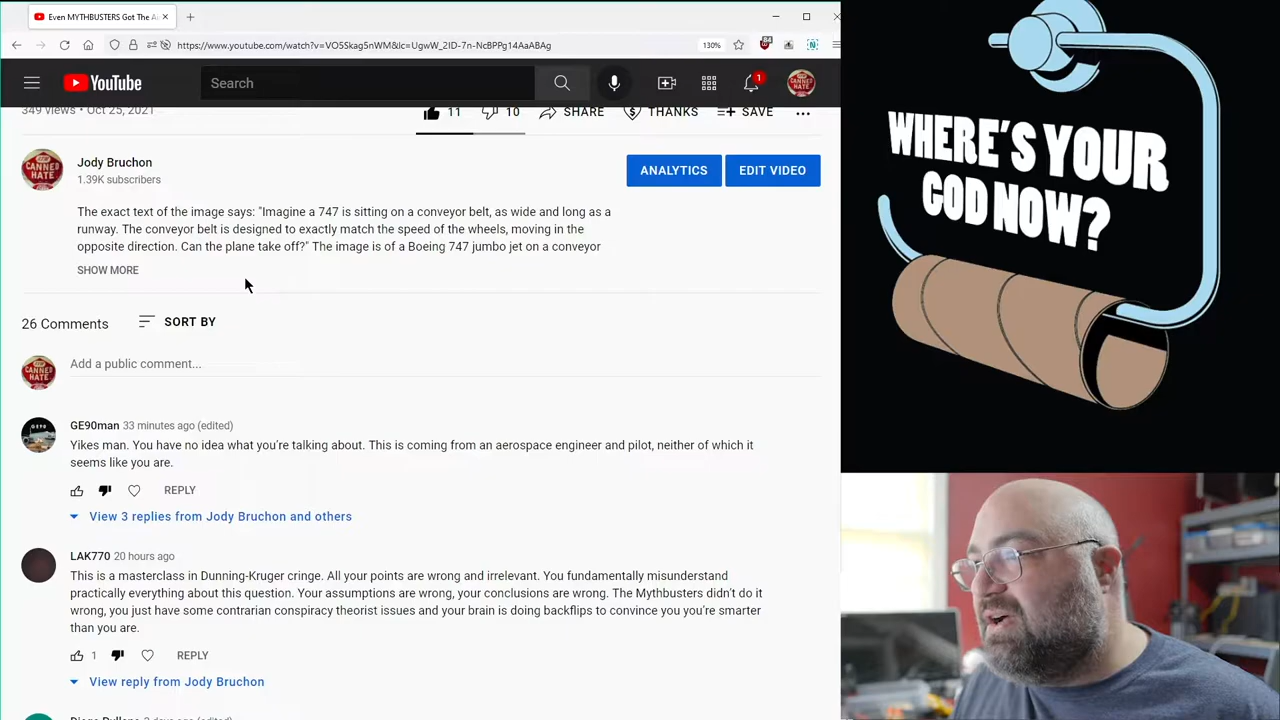 Even MYTHBUSTERS Got The A
https://www.youtube.com/watch?v=VO5Skag5nWM&lc=UgwW_2ID-7n-NcBPPg14AaABAg
130%
84
YouTube
Search
1
349 views • Oct 25, 2021
11
10
SHARE
THANKS
SAVE
CANNED
HATE
Jody Bruchon
1.39K subscribers
ANALYTICS
EDIT VIDEO
The exact text of the image says: "Imagine a 747 is sitting on a conveyor belt, as wide and long as a
runway. The conveyor belt is designed to exactly match the speed of the wheels, moving in the
opposite direction. Can the plane take off?" The image is of a Boeing 747 jumbo jet on a conveyor
SHOW MORE
26 Comments
SORT BY
Add a public comment...
GE90
GE90man 33 minutes ago (edited)
Yikes man. You have no idea what you're talking about. This is coming from an aerospace engineer and pilot, neither of which it
seems like you are.
REPLY
View 3 replies from Jody Bruchon and others
LAK770 20 hours ago
This is a masterclass in Dunning-Kruger cringe. All your points are wrong and irrelevant. You fundamentally misunderstand
practically everything about this question. Your assumptions are wrong, your conclusions are wrong. The Mythbusters didn't do it
wrong, you just have some contrarian conspiracy theorist issues and your brain is doing backflips to convince you you're smarter
than you are.
1
REPLY
View reply from Jody Bruchon
WHERE'S YOUR
GOD NOW?